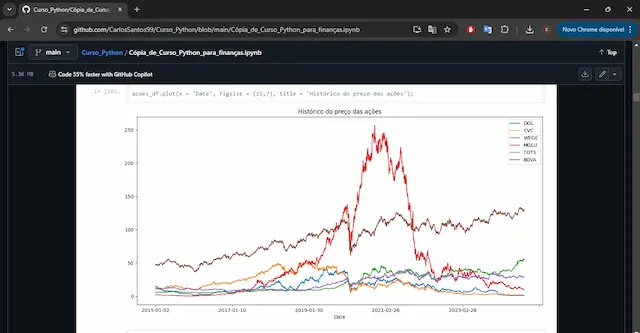 Curso_Python/Cópia_de_Curso_P
github.com/CarlosSantos99/Curso_Python/blob/main/Cópia_de_Curso_Python_para_finanças.ipynb
Novo Chrome disponível
main
Curso_Python / Cópia_de_Curso_Python_para_finanças.ipynb
Top
5.36 MB
Code 55% faster with GitHub Copilot
acoes_df.plot(x = 'Date', figsize = (15,7), title = 'Histórico do preço das ações');
Histórico do preço das ações
GOL
CVC
WEGE
MGLU
TOTS
BOVA
250
200
150
100
50
0
2015-01-02
2017-01-10
2019-01-30
2021-02-26
2023-02-28
Date